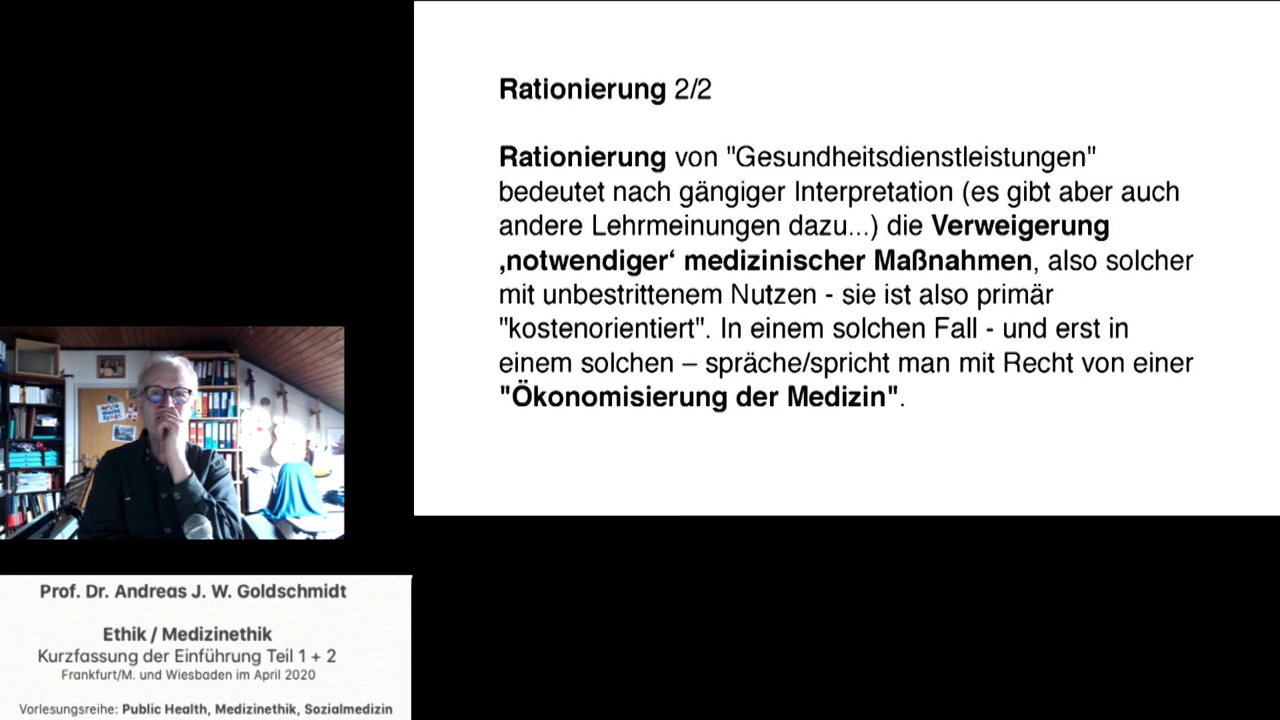 Rationierung 2/2
Rationierung von "Gesundheitsdienstleistungen"
bedeutet nach gängiger Interpretation (es gibt aber auch
andere Lehrmeinungen dazu...) die Verweigerung
‚notwendiger‘ medizinischer Maßnahmen, also solcher
mit unbestrittenem Nutzen - sie ist also primär
"kostenorientiert". In einem solchen Fall - und erst in
einem solchen – spräche/spricht man mit Recht von einer
"Ökonomisierung der Medizin".
Prof. Dr. Andreas J. W. Goldschmidt
Ethik / Medizinethik
Kurzfassung der Einführung Teil 1 + 2
Frankfurt/M. und Wiesbaden im April 2020
Vorlesungsreihe: Public Health, Medizinethik, Sozialmedizin